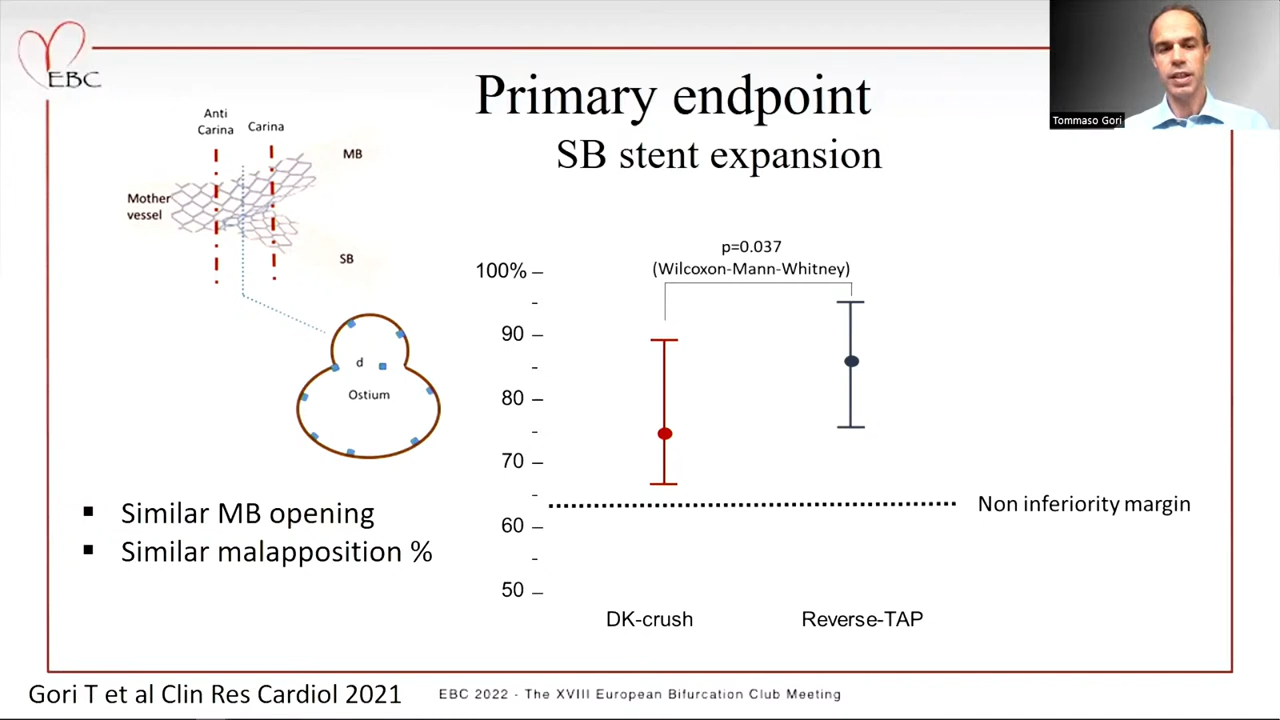 EBC
Primary endpoint
SB stent expansion
Tommaso Gori
Anti
Carina
Carina
MB
Mother
vessel
SB
d
Ostium
p=0.037
(Wilcoxon-Mann-Whitney)
100%
90
80
70
60
50
Non inferiority margin
DK-crush
Reverse-TAP
▪ Similar MB opening
▪ Similar malapposition %
Gori T et al Clin Res Cardiol 2021
EBC 2022 - The XVIII European Bifurcation Club Meeting